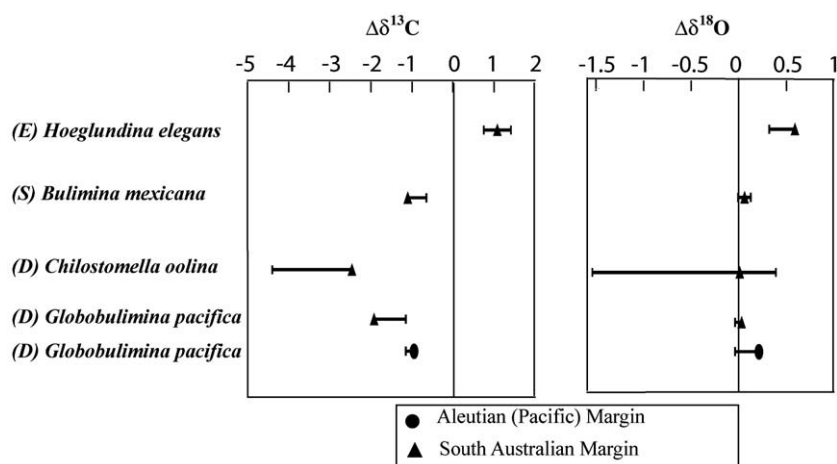 Δδ¹³C Δδ¹⁸O
-5 -4 -3 -2 -1 0 1 2 -1.5 -1 -0.5 0 0.5 1
(E) Hoeglundina elegans
(S) Bulimina mexicana
(D) Chilostomella oolina
(D) Globobulimina pacifica
(D) Globobulimina pacifica
Aleutian (Pacific) Margin
South Australian Margin